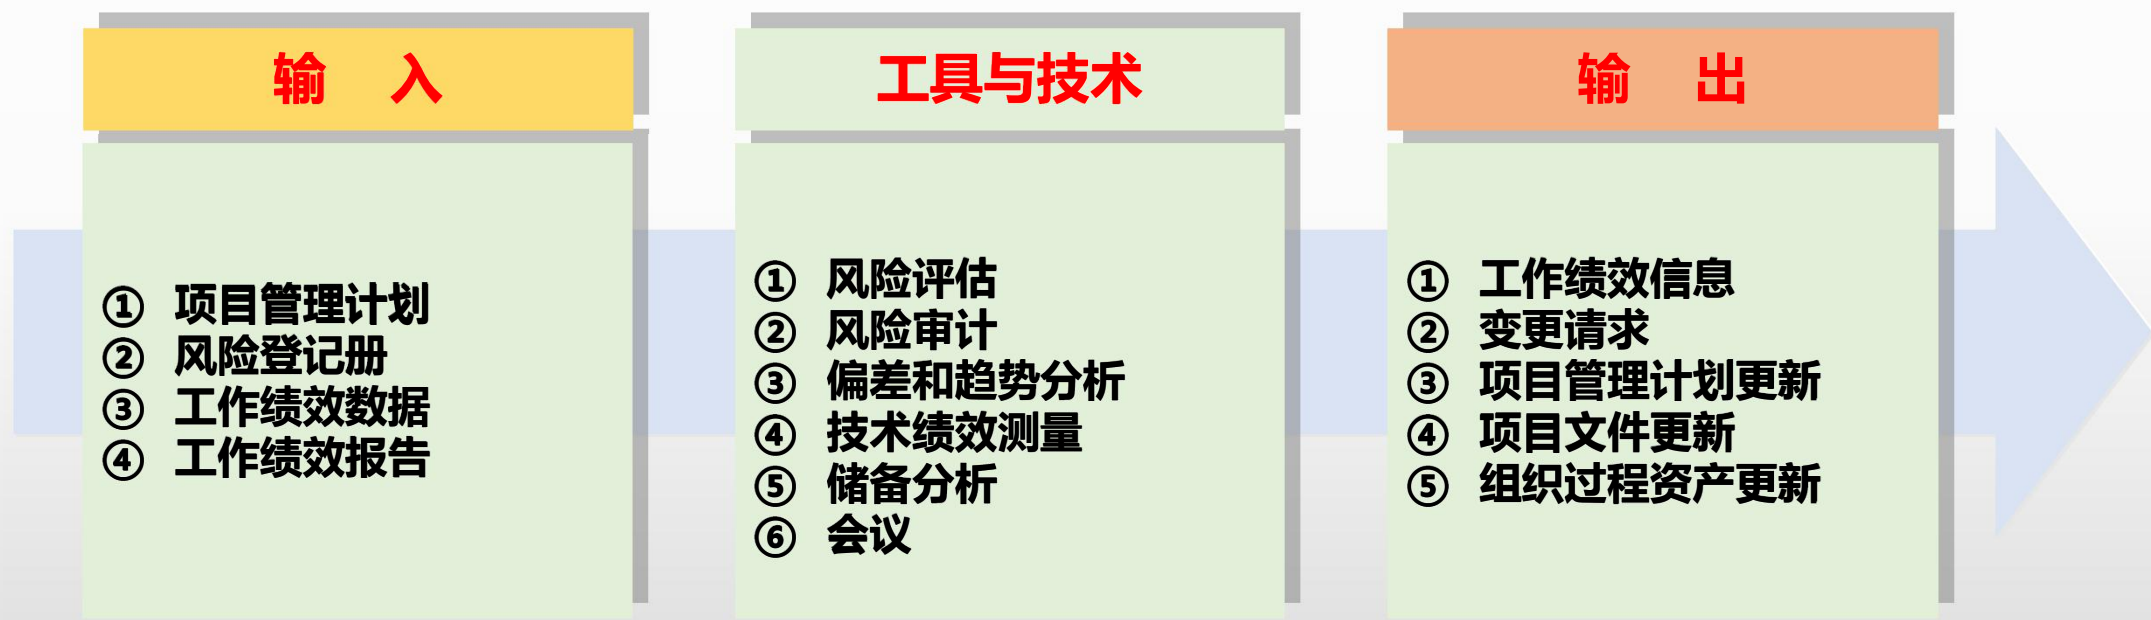 输 入
① 项目管理计划
② 风险登记册
③ 工作绩效数据
④ 工作绩效报告
工具与技术
① 风险评估
② 风险审计
③ 偏差和趋势分析
④ 技术绩效测量
⑤ 储备分析
⑥ 会议
输 出
① 工作绩效信息
② 变更请求
③ 项目管理计划更新
④ 项目文件更新
⑤ 组织过程资产更新